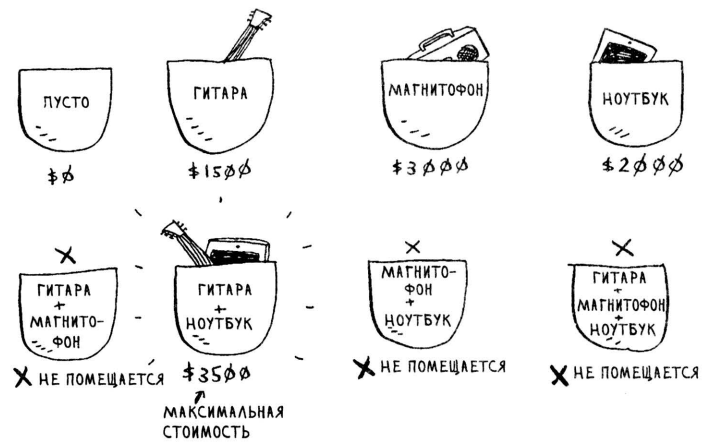 ПУСТО
ГИТАРА
МАГНИТОФОН
НОУТБУК
$0
$1500
$3000
$2000
ГИТАРА
+
МАГНИТО-
ФОН
ГИТАРА
+
НОУТБУК
МАГНИТО-
ФОН
+
НОУТБУК
ГИТАРА
+
МАГНИТОФОН
+
НОУТБУК
X НЕ ПОМЕЩАЕТСЯ
$3500
X НЕ ПОМЕЩАЕТСЯ
X НЕ ПОМЕЩАЕТСЯ
МАКСИМАЛЬНАЯ
СТОИМОСТЬ